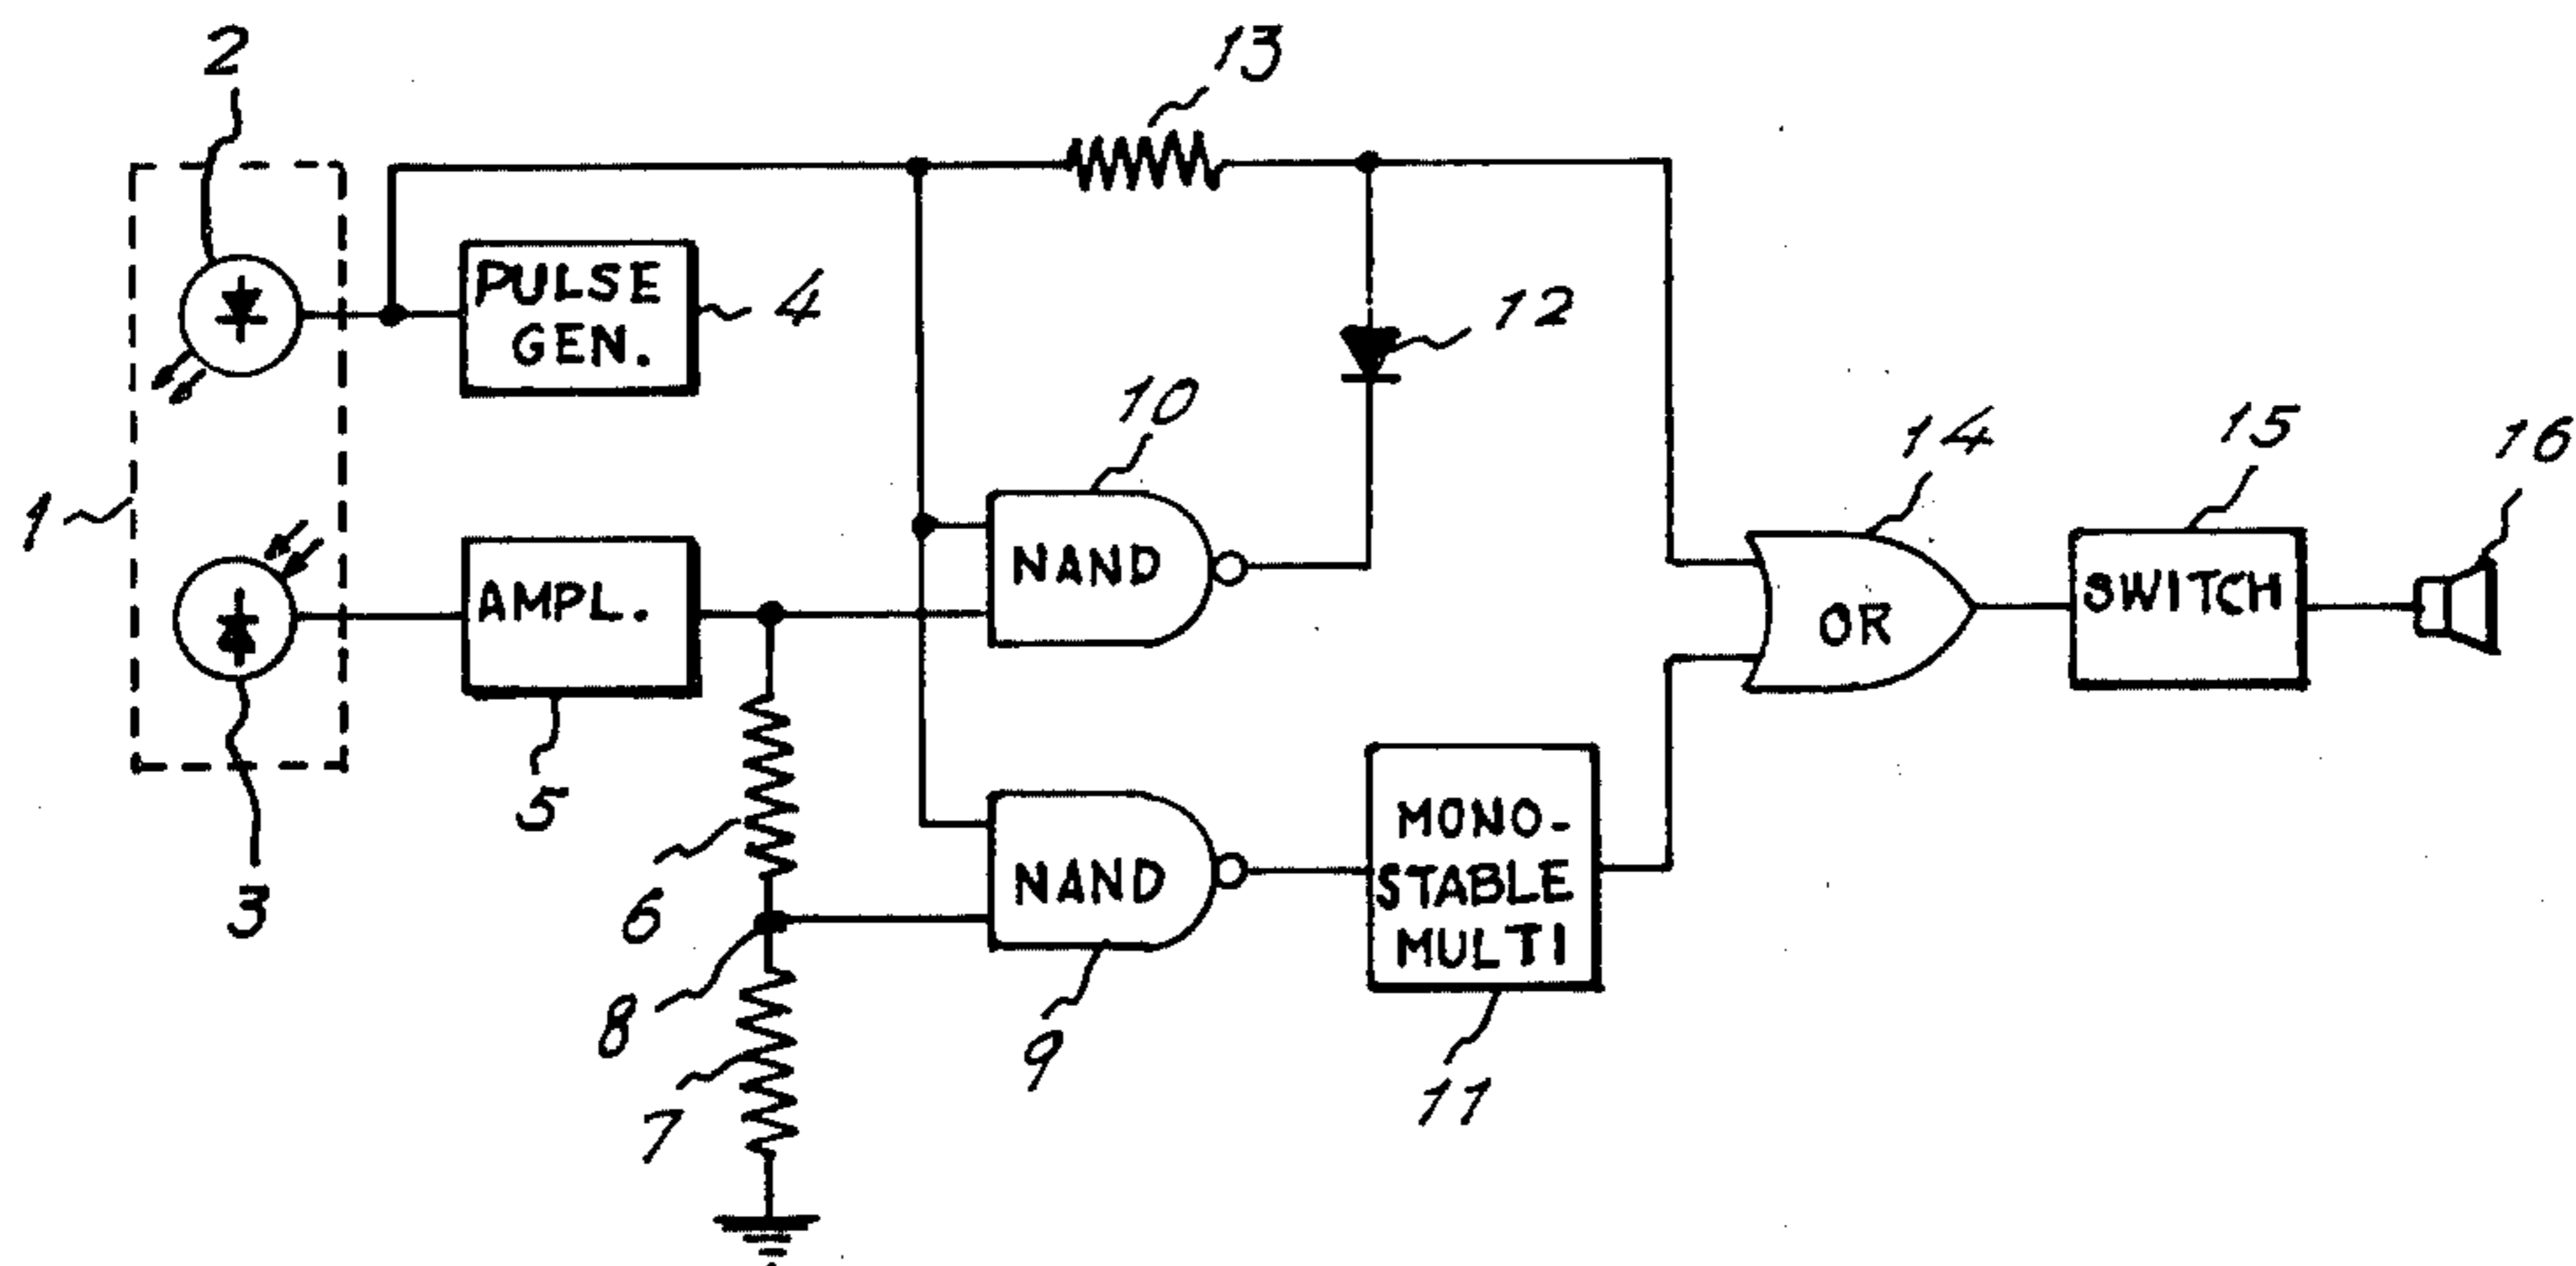 2
13
PULSE
GEN.
4
12
10
14
15
16
1
NAND
AMPL.
SWITCH
OR
5
MONO-
STABLE
MULTI
NAND
6
3
8
9
7
11